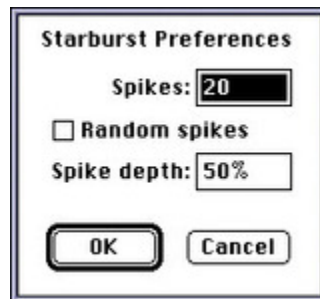 Starburst Preferences
Spikes: 20
Random spikes
Spike depth: 50%
OK Cancel